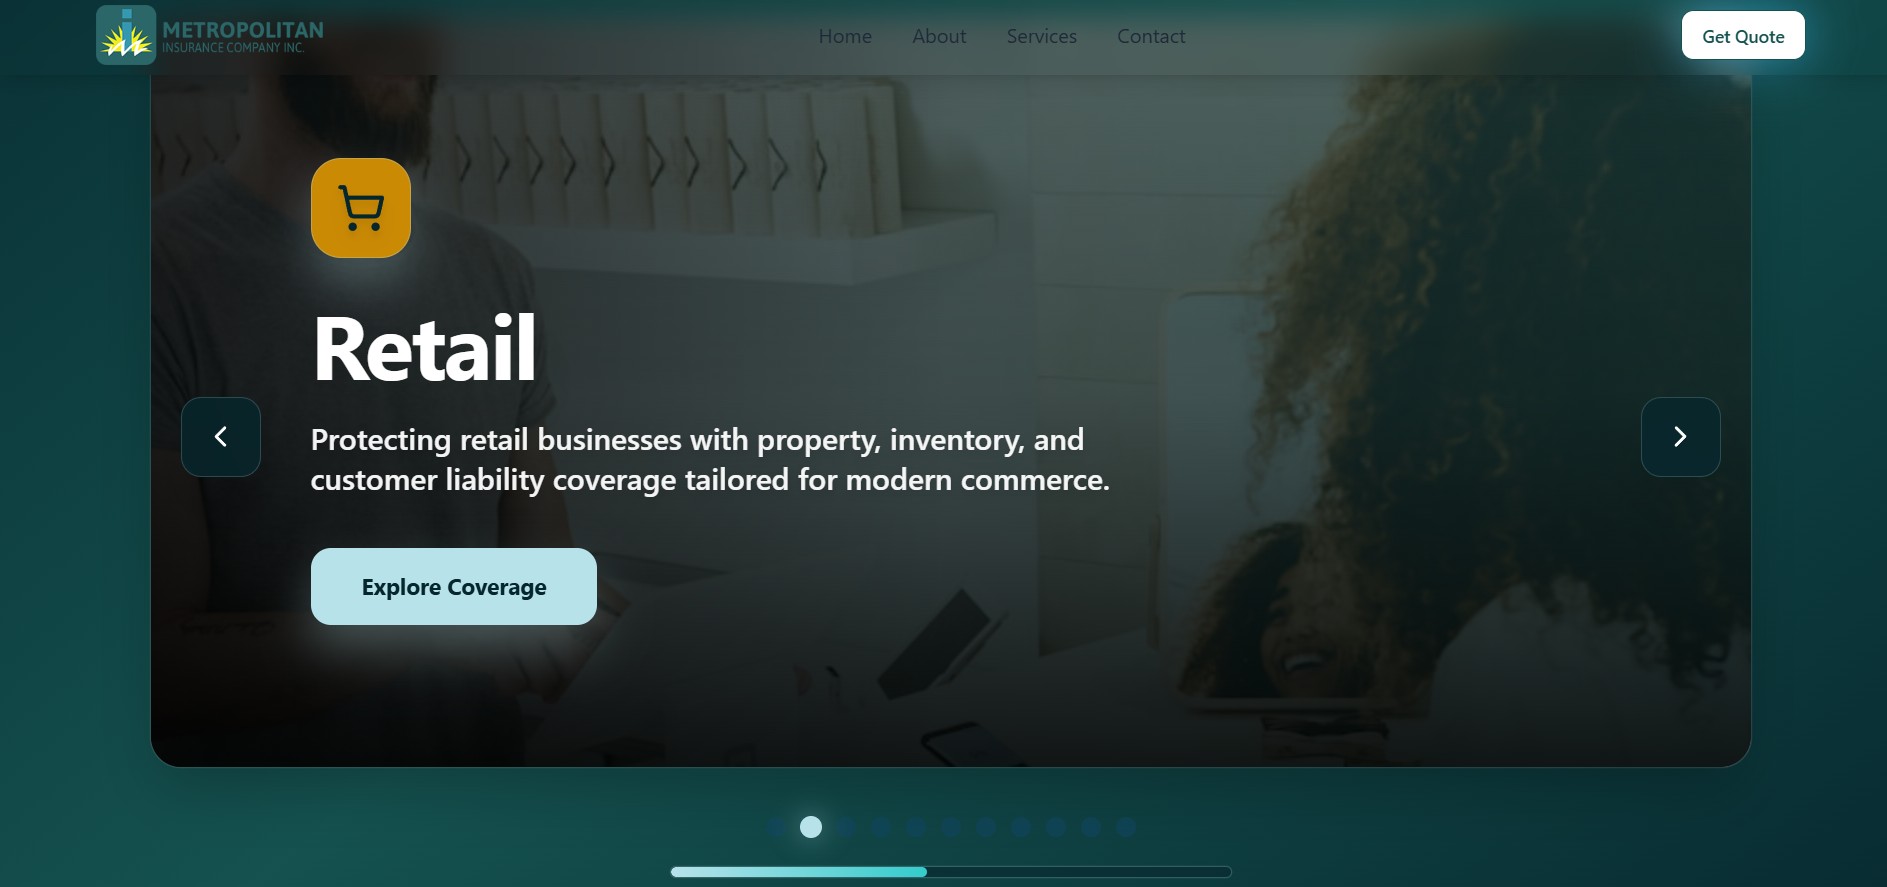 METROPOLITAN
INSURANCE COMPANY INC.
Home
About
Services
Contact
Get Quote
Retail
Protecting retail businesses with property, inventory, and
customer liability coverage tailored for modern commerce.
Explore Coverage